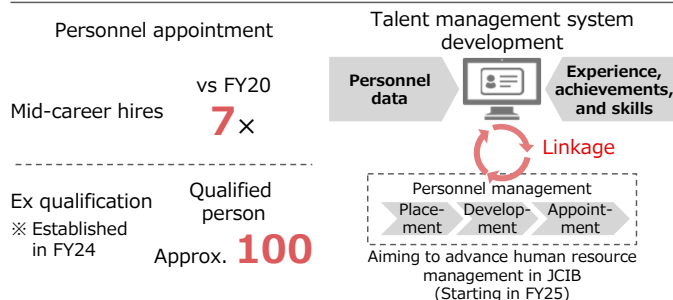 Personnel appointment
Mid-career hires
vs FY20
7×
Ex qualification
※ Established
in FY24
Qualified
person
Approx. 100
Talent management system
development
Personnel
data
Experience,
achievements,
and skills
Linkage
Personnel management
Place-
ment
Develop-
ment
Appoint-
ment
Aiming to advance human resource
management in JCIB
(Starting in FY25)